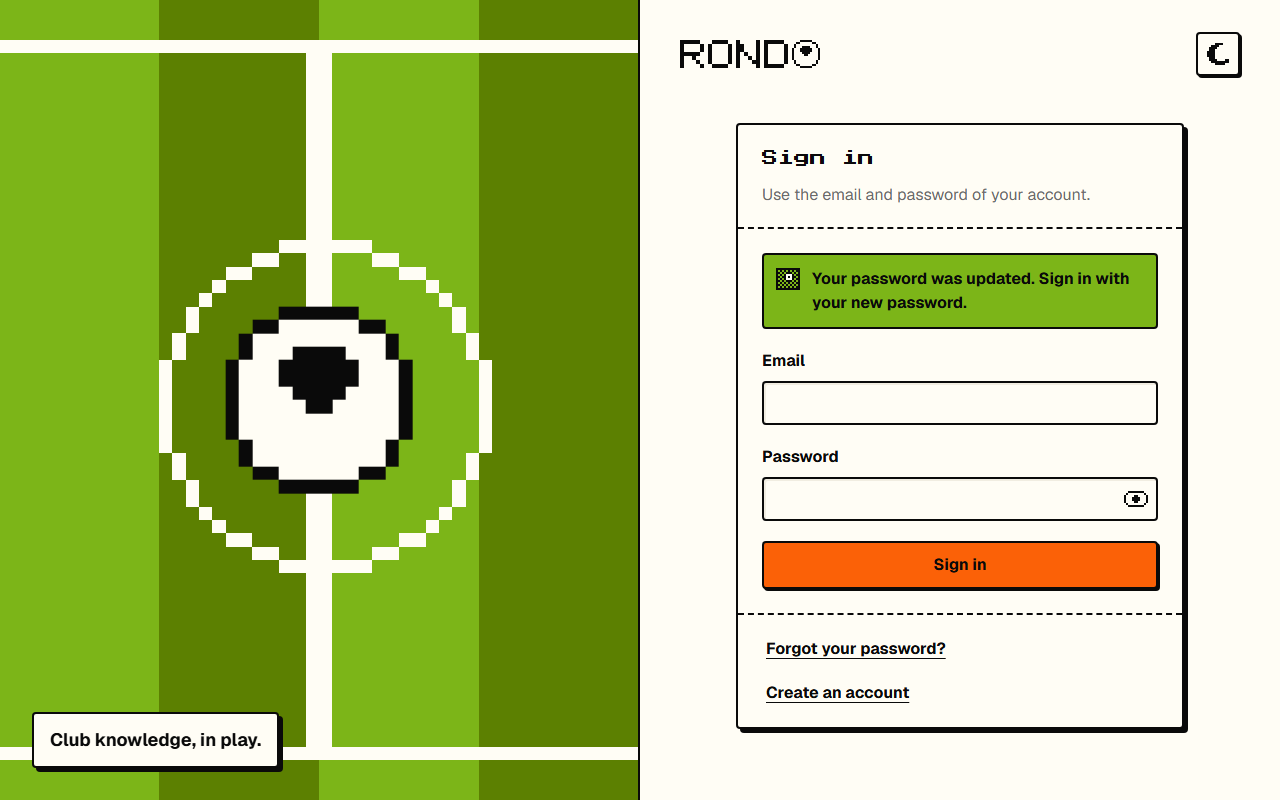 ROND
Sign in
Use the email and password of your account.
Your password was updated. Sign in with
your new password.
Email
Password
Sign in
Forgot your password?
Create an account
Club knowledge, in play.